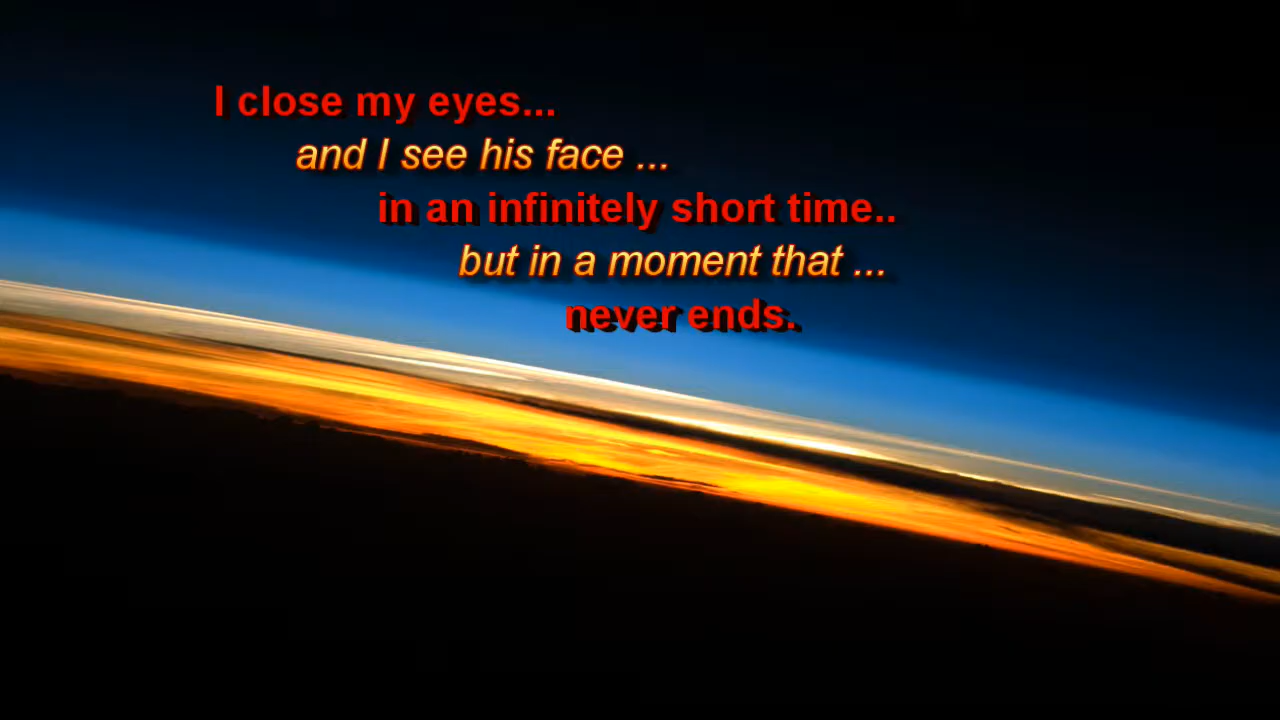 I close my eyes...
and I see his face ...
in an infinitely short time..
but in a moment that ...
never ends.